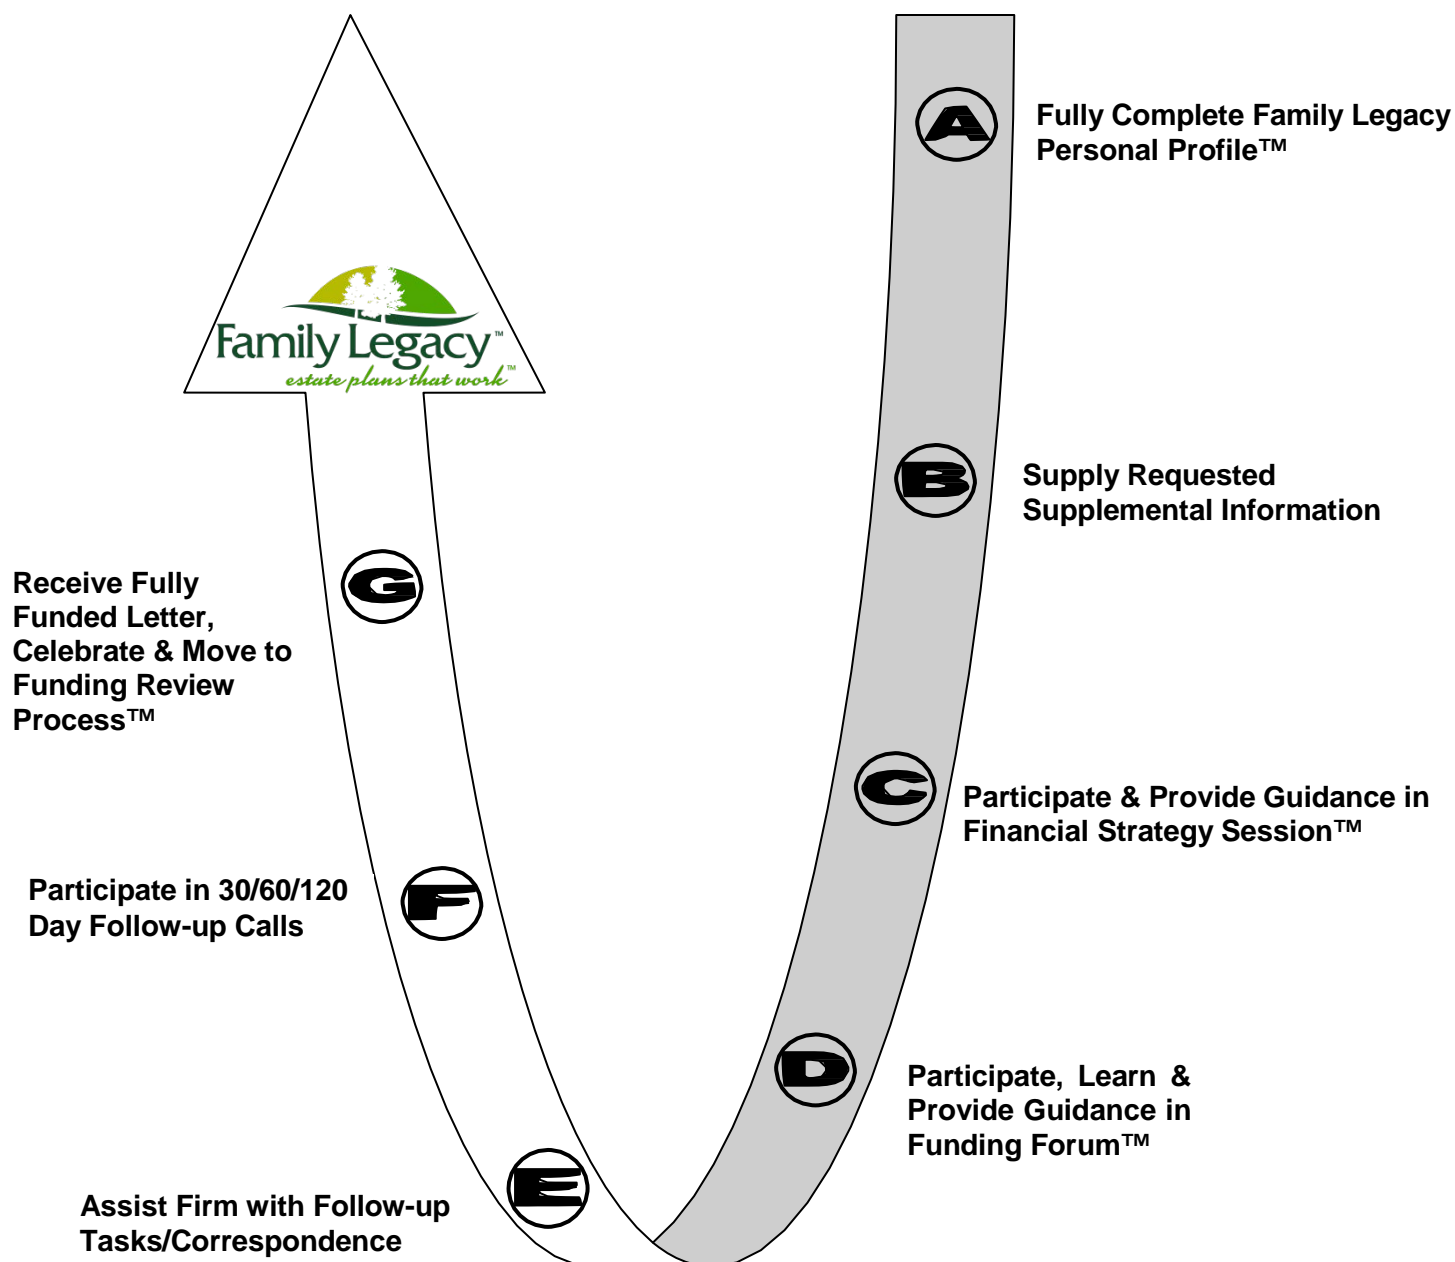 A
Fully Complete Family Legacy
Personal Profile™
Family Legacy™
estate plans that work™
B
Supply Requested
Supplemental Information
G
Receive Fully
Funded Letter,
Celebrate & Move to
Funding Review
Process™
C
Participate & Provide Guidance in
Financial Strategy Session™
F
Participate in 30/60/120
Day Follow-up Calls
D
Participate, Learn &
Provide Guidance in
Funding Forum™
E
Assist Firm with Follow-up
Tasks/Correspondence